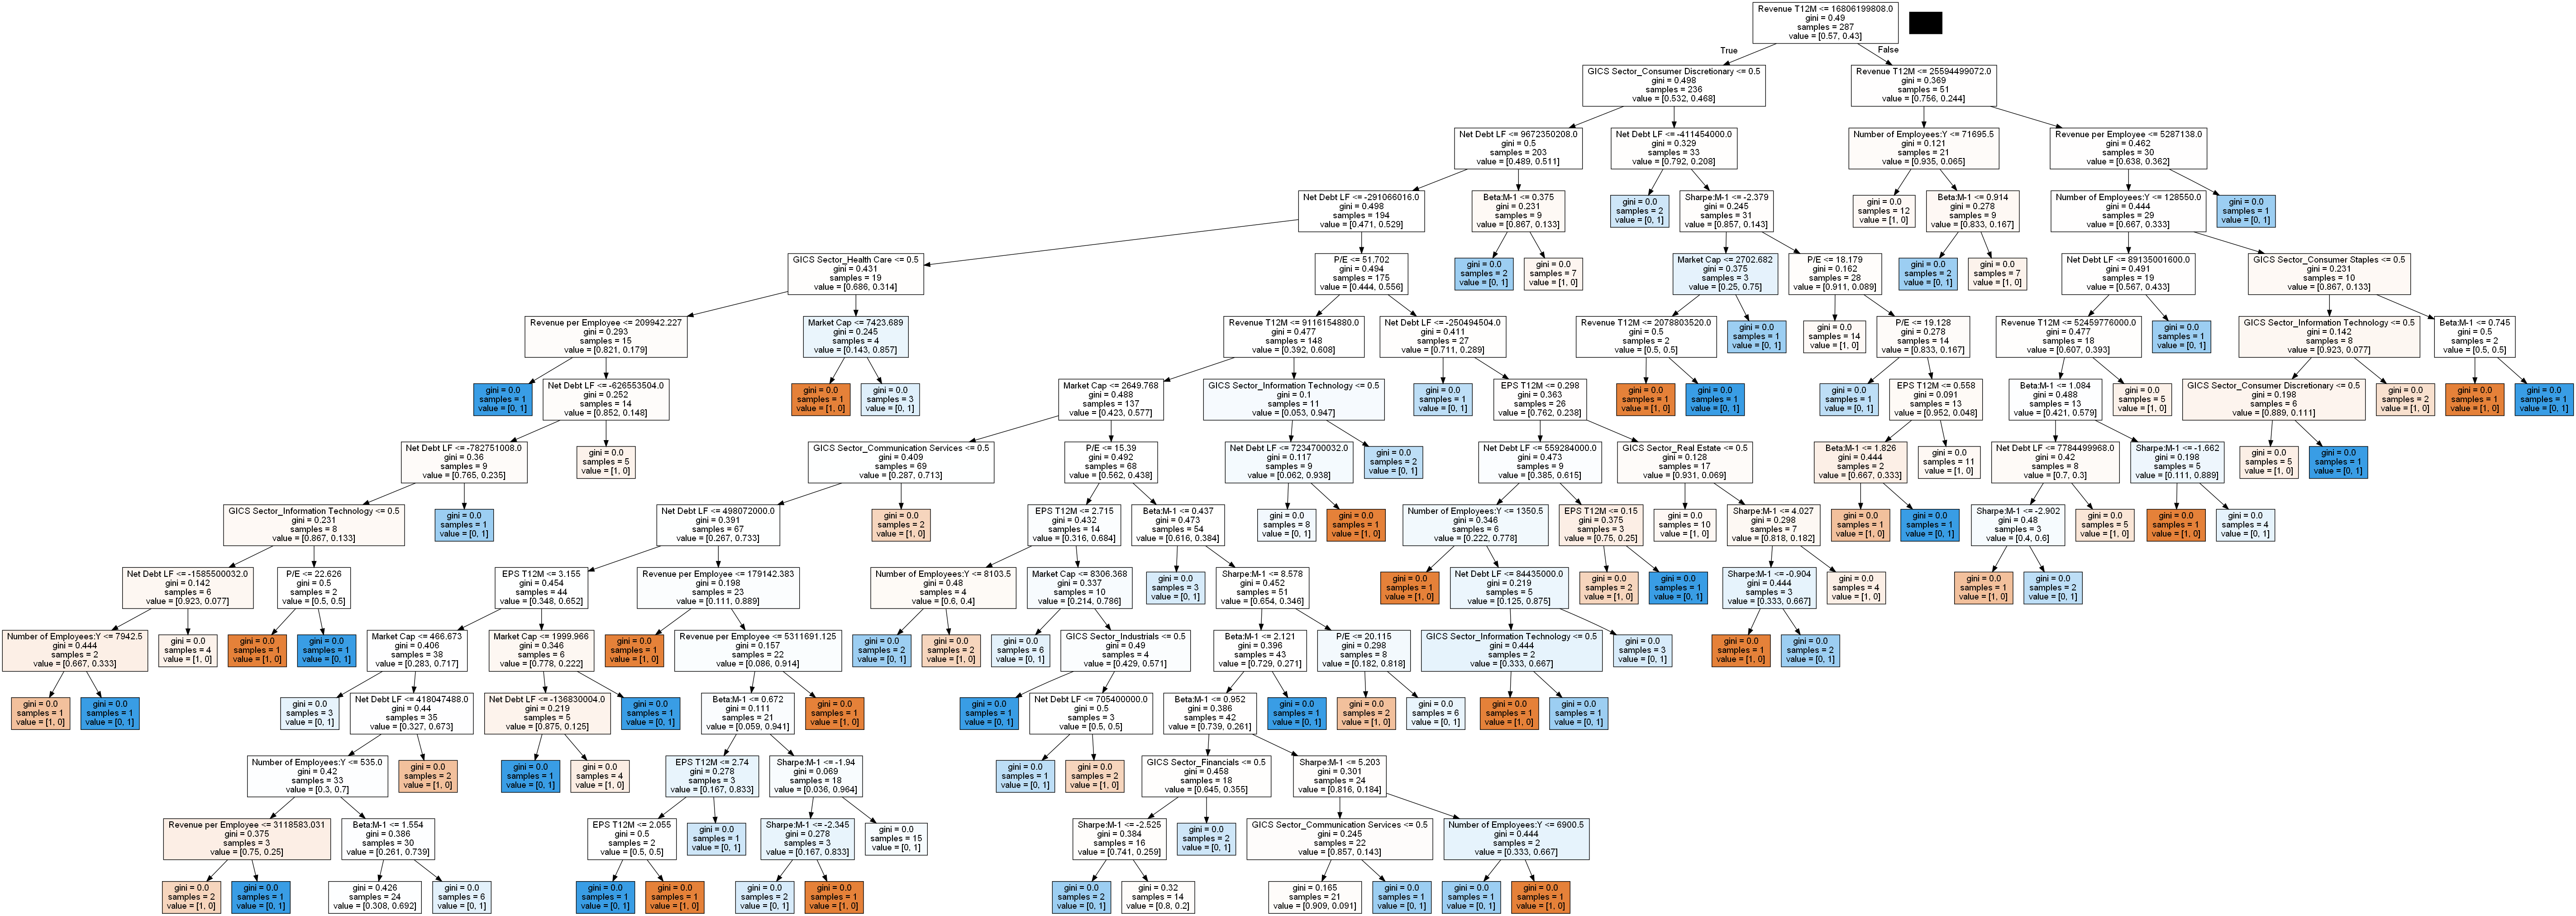 Revenue T12M <= 16806199808.0
gini = 0.49
samples = 287
value = [0.57, 0.43]
True
False
GICS Sector_Consumer Discretionary <= 0.5
gini = 0.498
samples = 236
value = [0.532, 0.468]
Revenue T12M <= 25594499072.0
gini = 0.369
samples = 51
value = [0.756, 0.244]
Net Debt LF <= 9672350208.0
gini = 0.5
samples = 203
value = [0.489, 0.511]
Net Debt LF <= -411454000.0
gini = 0.329
samples = 33
value = [0.792, 0.208]
Number of Employees:Y <= 71695.5
gini = 0.121
samples = 21
value = [0.935, 0.065]
Revenue per Employee <= 5287138.0
gini = 0.462
samples = 30
value = [0.638, 0.362]
Net Debt LF <= -291066016.0
gini = 0.498
samples = 194
value = [0.471, 0.529]
Beta:M-1 <= 0.375
gini = 0.231
samples = 9
value = [0.867, 0.133]
gini = 0.0
samples = 2
value = [0, 1]
Sharpe:M-1 <= -2.379
gini = 0.245
samples = 31
value = [0.857, 0.143]
gini = 0.0
samples = 12
value = [1, 0]
Beta:M-1 <= 0.914
gini = 0.278
samples = 9
value = [0.833, 0.167]
Number of Employees:Y <= 128550.0
gini = 0.444
samples = 29
value = [0.667, 0.333]
gini = 0.0
samples = 1
value = [0, 1]
GICS Sector_Health Care <= 0.5
gini = 0.431
samples = 19
value = [0.686, 0.314]
P/E <= 51.702
gini = 0.494
samples = 175
value = [0.444, 0.556]
gini = 0.0
samples = 2
value = [0, 1]
gini = 0.0
samples = 7
value = [1, 0]
Market Cap <= 2702.682
gini = 0.375
samples = 3
value = [0.25, 0.75]
P/E <= 18.179
gini = 0.162
samples = 28
value = [0.911, 0.089]
gini = 0.0
samples = 2
value = [0, 1]
gini = 0.0
samples = 7
value = [1, 0]
Net Debt LF <= 89135001600.0
gini = 0.491
samples = 19
value = [0.567, 0.433]
GICS Sector_Consumer Staples <= 0.5
gini = 0.231
samples = 10
value = [0.867, 0.133]
Revenue per Employee <= 209942.227
gini = 0.293
samples = 15
value = [0.821, 0.179]
Market Cap <= 7423.689
gini = 0.245
samples = 4
value = [0.143, 0.857]
Revenue T12M <= 9116154880.0
gini = 0.477
samples = 148
value = [0.392, 0.608]
Net Debt LF <= -250494504.0
gini = 0.411
samples = 27
value = [0.711, 0.289]
Revenue T12M <= 2078803520.0
gini = 0.5
samples = 2
value = [0.5, 0.5]
gini = 0.0
samples = 1
value = [0, 1]
gini = 0.0
samples = 14
value = [1, 0]
P/E <= 19.128
gini = 0.278
samples = 14
value = [0.833, 0.167]
Revenue T12M <= 52459776000.0
gini = 0.477
samples = 18
value = [0.607, 0.393]
gini = 0.0
samples = 1
value = [0, 1]
GICS Sector_Information Technology <= 0.5
gini = 0.142
samples = 8
value = [0.923, 0.077]
Beta:M-1 <= 0.745
gini = 0.5
samples = 2
value = [0.5, 0.5]
gini = 0.0
samples = 1
value = [0, 1]
Net Debt LF <= -626553504.0
gini = 0.252
samples = 14
value = [0.852, 0.148]
gini = 0.0
samples = 1
value = [1, 0]
gini = 0.0
samples = 3
value = [0, 1]
Market Cap <= 2649.768
gini = 0.488
samples = 137
value = [0.423, 0.577]
GICS Sector_Information Technology <= 0.5
gini = 0.1
samples = 11
value = [0.053, 0.947]
gini = 0.0
samples = 1
value = [0, 1]
EPS T12M <= 0.298
gini = 0.363
samples = 26
value = [0.762, 0.238]
gini = 0.0
samples = 1
value = [1, 0]
gini = 0.0
samples = 1
value = [0, 1]
gini = 0.0
samples = 1
value = [0, 1]
EPS T12M <= 0.558
gini = 0.091
samples = 13
value = [0.952, 0.048]
Beta:M-1 <= 1.084
gini = 0.488
samples = 13
value = [0.421, 0.579]
gini = 0.0
samples = 5
value = [1, 0]
GICS Sector_Consumer Discretionary <= 0.5
gini = 0.198
samples = 6
value = [0.889, 0.111]
gini = 0.0
samples = 2
value = [1, 0]
gini = 0.0
samples = 1
value = [1, 0]
gini = 0.0
samples = 1
value = [0, 1]
Net Debt LF <= -782751008.0
gini = 0.36
samples = 9
value = [0.765, 0.235]
gini = 0.0
samples = 5
value = [1, 0]
GICS Sector_Communication Services <= 0.5
gini = 0.409
samples = 69
value = [0.287, 0.713]
P/E <= 15.39
gini = 0.492
samples = 68
value = [0.562, 0.438]
Net Debt LF <= 7234700032.0
gini = 0.117
samples = 9
value = [0.062, 0.938]
gini = 0.0
samples = 2
value = [0, 1]
Net Debt LF <= 559284000.0
gini = 0.473
samples = 9
value = [0.385, 0.615]
GICS Sector_Real Estate <= 0.5
gini = 0.128
samples = 17
value = [0.931, 0.069]
Beta:M-1 <= 1.826
gini = 0.444
samples = 2
value = [0.667, 0.333]
gini = 0.0
samples = 11
value = [1, 0]
Net Debt LF <= 7784499968.0
gini = 0.42
samples = 8
value = [0.7, 0.3]
Sharpe:M-1 <= -1.662
gini = 0.198
samples = 5
value = [0.111, 0.889]
gini = 0.0
samples = 5
value = [1, 0]
gini = 0.0
samples = 1
value = [0, 1]
GICS Sector_Information Technology <= 0.5
gini = 0.231
samples = 8
value = [0.867, 0.133]
gini = 0.0
samples = 1
value = [0, 1]
Net Debt LF <= 498072000.0
gini = 0.391
samples = 67
value = [0.267, 0.733]
gini = 0.0
samples = 2
value = [1, 0]
EPS T12M <= 2.715
gini = 0.432
samples = 14
value = [0.316, 0.684]
Beta:M-1 <= 0.437
gini = 0.473
samples = 54
value = [0.616, 0.384]
gini = 0.0
samples = 8
value = [0, 1]
gini = 0.0
samples = 1
value = [1, 0]
Number of Employees:Y <= 1350.5
gini = 0.346
samples = 6
value = [0.222, 0.778]
EPS T12M <= 0.15
gini = 0.375
samples = 3
value = [0.75, 0.25]
gini = 0.0
samples = 10
value = [1, 0]
Sharpe:M-1 <= 4.027
gini = 0.298
samples = 7
value = [0.818, 0.182]
gini = 0.0
samples = 1
value = [1, 0]
gini = 0.0
samples = 1
value = [0, 1]
Sharpe:M-1 <= -2.902
gini = 0.48
samples = 3
value = [0.4, 0.6]
gini = 0.0
samples = 5
value = [1, 0]
gini = 0.0
samples = 1
value = [1, 0]
gini = 0.0
samples = 4
value = [0, 1]
Net Debt LF <= -1585500032.0
gini = 0.142
samples = 6
value = [0.923, 0.077]
P/E <= 22.626
gini = 0.5
samples = 2
value = [0.5, 0.5]
EPS T12M <= 3.155
gini = 0.454
samples = 44
value = [0.348, 0.652]
Revenue per Employee <= 179142.383
gini = 0.198
samples = 23
value = [0.111, 0.889]
Number of Employees:Y <= 8103.5
gini = 0.48
samples = 4
value = [0.6, 0.4]
Market Cap <= 8306.368
gini = 0.337
samples = 10
value = [0.214, 0.786]
gini = 0.0
samples = 3
value = [0, 1]
Sharpe:M-1 <= 8.578
gini = 0.452
samples = 51
value = [0.654, 0.346]
gini = 0.0
samples = 1
value = [1, 0]
Net Debt LF <= 84435000.0
gini = 0.219
samples = 5
value = [0.125, 0.875]
gini = 0.0
samples = 2
value = [1, 0]
gini = 0.0
samples = 1
value = [0, 1]
Sharpe:M-1 <= -0.904
gini = 0.444
samples = 3
value = [0.333, 0.667]
gini = 0.0
samples = 4
value = [1, 0]
gini = 0.0
samples = 1
value = [1, 0]
gini = 0.0
samples = 2
value = [0, 1]
Number of Employees:Y <= 7942.5
gini = 0.444
samples = 2
value = [0.667, 0.333]
gini = 0.0
samples = 4
value = [1, 0]
gini = 0.0
samples = 1
value = [1, 0]
gini = 0.0
samples = 1
value = [0, 1]
Market Cap <= 466.673
gini = 0.406
samples = 38
value = [0.283, 0.717]
Market Cap <= 1999.966
gini = 0.346
samples = 6
value = [0.778, 0.222]
gini = 0.0
samples = 1
value = [1, 0]
Revenue per Employee <= 5311691.125
gini = 0.157
samples = 22
value = [0.086, 0.914]
gini = 0.0
samples = 2
value = [0, 1]
gini = 0.0
samples = 2
value = [1, 0]
gini = 0.0
samples = 6
value = [0, 1]
GICS Sector_Industrials <= 0.5
gini = 0.49
samples = 4
value = [0.429, 0.571]
Beta:M-1 <= 2.121
gini = 0.396
samples = 43
value = [0.729, 0.271]
P/E <= 20.115
gini = 0.298
samples = 8
value = [0.182, 0.818]
GICS Sector_Information Technology <= 0.5
gini = 0.444
samples = 2
value = [0.333, 0.667]
gini = 0.0
samples = 3
value = [0, 1]
gini = 0.0
samples = 1
value = [1, 0]
gini = 0.0
samples = 2
value = [0, 1]
gini = 0.0
samples = 1
value = [1, 0]
gini = 0.0
samples = 1
value = [0, 1]
gini = 0.0
samples = 3
value = [0, 1]
Net Debt LF <= 418047488.0
gini = 0.44
samples = 35
value = [0.327, 0.673]
Net Debt LF <= -136830004.0
gini = 0.219
samples = 5
value = [0.875, 0.125]
gini = 0.0
samples = 1
value = [0, 1]
Beta:M-1 <= 0.672
gini = 0.111
samples = 21
value = [0.059, 0.941]
gini = 0.0
samples = 1
value = [1, 0]
gini = 0.0
samples = 1
value = [0, 1]
Net Debt LF <= 705400000.0
gini = 0.5
samples = 3
value = [0.5, 0.5]
Beta:M-1 <= 0.952
gini = 0.386
samples = 42
value = [0.739, 0.261]
gini = 0.0
samples = 1
value = [0, 1]
gini = 0.0
samples = 2
value = [1, 0]
gini = 0.0
samples = 6
value = [0, 1]
gini = 0.0
samples = 1
value = [1, 0]
gini = 0.0
samples = 1
value = [0, 1]
Number of Employees:Y <= 535.0
gini = 0.42
samples = 33
value = [0.3, 0.7]
gini = 0.0
samples = 2
value = [1, 0]
gini = 0.0
samples = 1
value = [0, 1]
gini = 0.0
samples = 4
value = [1, 0]
EPS T12M <= 2.74
gini = 0.278
samples = 3
value = [0.167, 0.833]
Sharpe:M-1 <= -1.94
gini = 0.069
samples = 18
value = [0.036, 0.964]
gini = 0.0
samples = 1
value = [0, 1]
gini = 0.0
samples = 2
value = [1, 0]
GICS Sector_Financials <= 0.5
gini = 0.458
samples = 18
value = [0.645, 0.355]
Sharpe:M-1 <= 5.203
gini = 0.301
samples = 24
value = [0.816, 0.184]
Revenue per Employee <= 3118583.031
gini = 0.375
samples = 3
value = [0.75, 0.25]
Beta:M-1 <= 1.554
gini = 0.386
samples = 30
value = [0.261, 0.739]
EPS T12M <= 2.055
gini = 0.5
samples = 2
value = [0.5, 0.5]
gini = 0.0
samples = 1
value = [0, 1]
Sharpe:M-1 <= -2.345
gini = 0.278
samples = 3
value = [0.167, 0.833]
gini = 0.0
samples = 15
value = [0, 1]
Sharpe:M-1 <= -2.525
gini = 0.384
samples = 16
value = [0.741, 0.259]
gini = 0.0
samples = 2
value = [0, 1]
GICS Sector_Communication Services <= 0.5
gini = 0.245
samples = 22
value = [0.857, 0.143]
Number of Employees:Y <= 6900.5
gini = 0.444
samples = 2
value = [0.333, 0.667]
gini = 0.0
samples = 2
value = [1, 0]
gini = 0.0
samples = 1
value = [0, 1]
gini = 0.426
samples = 24
value = [0.308, 0.692]
gini = 0.0
samples = 6
value = [0, 1]
gini = 0.0
samples = 1
value = [0, 1]
gini = 0.0
samples = 1
value = [1, 0]
gini = 0.0
samples = 2
value = [0, 1]
gini = 0.0
samples = 1
value = [1, 0]
gini = 0.0
samples = 2
value = [0, 1]
gini = 0.32
samples = 14
value = [0.8, 0.2]
gini = 0.165
samples = 21
value = [0.909, 0.091]
gini = 0.0
samples = 1
value = [0, 1]
gini = 0.0
samples = 1
value = [0, 1]
gini = 0.0
samples = 1
value = [1, 0]